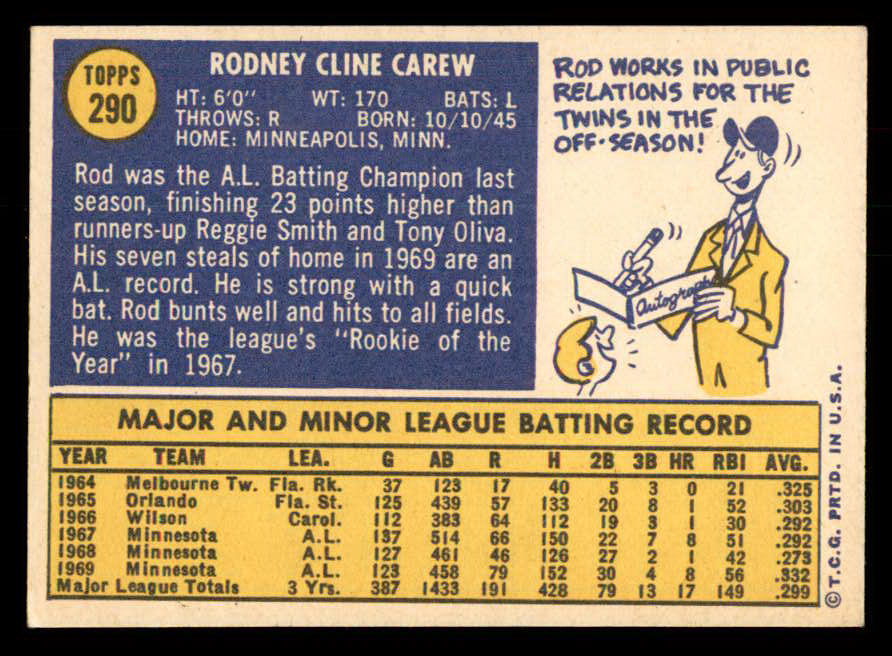 TOPPS
290
RODNEY CLINE CAREW
HT: 6'0" WT: 170 BATS: L
THROWS: R BORN: 10/10/45
HOME: MINNEAPOLIS, MINN.
Rod was the A.L. Batting Champion last
season, finishing 23 points higher than
runners-up Reggie Smith and Tony Oliva.
His seven steals of home in 1969 are an
A.L. record. He is strong with a quick
bat. Rod bunts well and hits to all fields.
He was the league's "Rookie of the
Year" in 1967.
ROD WORKS IN PUBLIC
RELATIONS FOR THE
TWINS IN THE
OFF-SEASON!
Autograph
MAJOR AND MINOR LEAGUE BATTING RECORD
YEAR TEAM LEA. G AB R H 2B 3B HR RBI AVG.
1964 Melbourne Tw. Fla. Rk. 37 123 17 40 5 3 0 21 .325
1965 Orlando Fla. St. 125 439 57 133 20 8 1 52 .303
1966 Wilson Carol. 112 383 64 112 19 3 1 30 .292
1967 Minnesota A.L. 137 514 66 150 22 7 8 51 .292
1968 Minnesota A.L. 127 461 46 126 27 2 1 42 .273
1969 Minnesota A.L. 123 458 79 152 30 4 8 56 .332
Major League Totals 3 Yrs. 387 1433 191 428 79 13 17 149 .299
© T.C.G. PRTD. IN U.S.A.